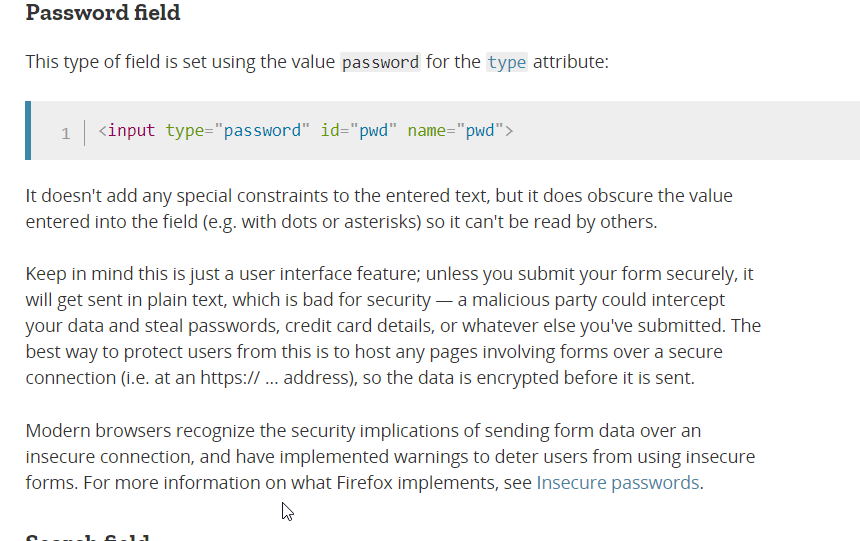 Password field
This type of field is set using the value password for the type attribute:
1 <input type="password" id="pwd" name="pwd">
It doesn't add any special constraints to the entered text, but it does obscure the value
entered into the field (e.g. with dots or asterisks) so it can't be read by others.
Keep in mind this is just a user interface feature; unless you submit your form securely, it
will get sent in plain text, which is bad for security — a malicious party could intercept
your data and steal passwords, credit card details, or whatever else you've submitted. The
best way to protect users from this is to host any pages involving forms over a secure
connection (i.e. at an https:// ... address), so the data is encrypted before it is sent.
Modern browsers recognize the security implications of sending form data over an
insecure connection, and have implemented warnings to deter users from using insecure
forms. For more information on what Firefox implements, see Insecure passwords.
Search field